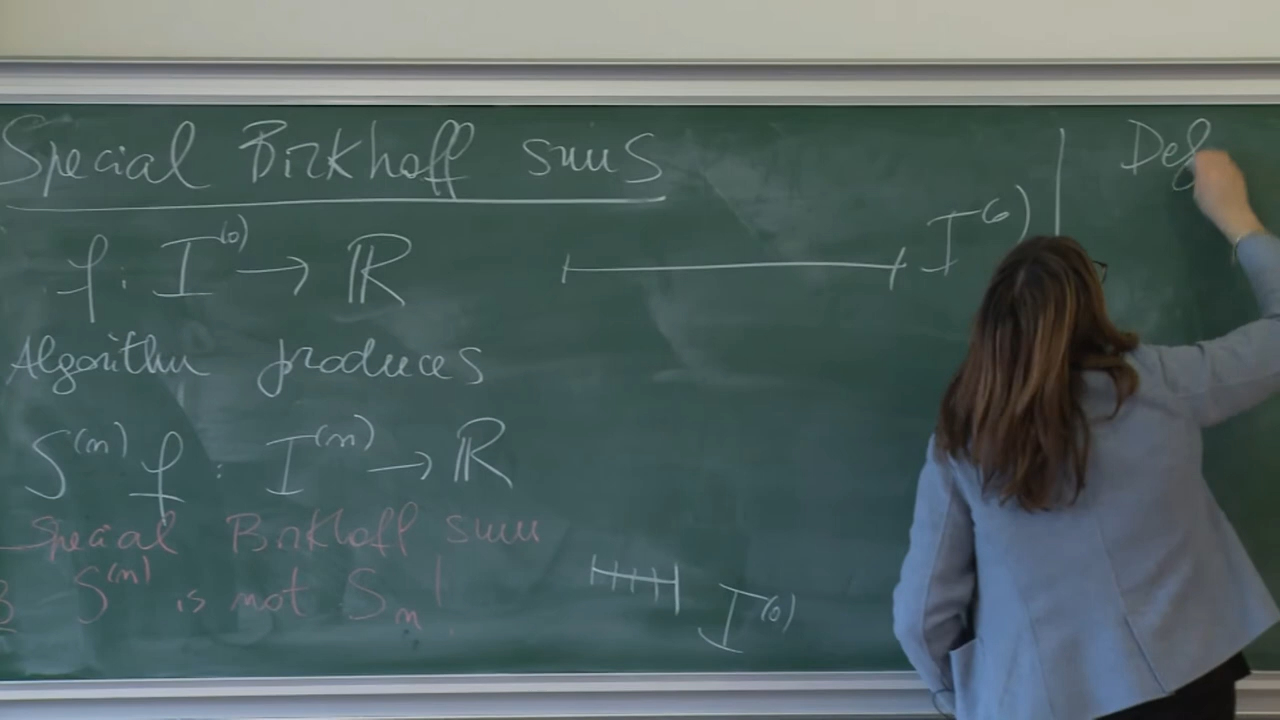 Special Birkhoff sums
f : I^(0) → ℝ
Algorithm produces
S^(n) f : I^(n) → ℝ
Special Birkhoff sum
B S^(n) is not S_n !
I^(0)
I^(0)
Def